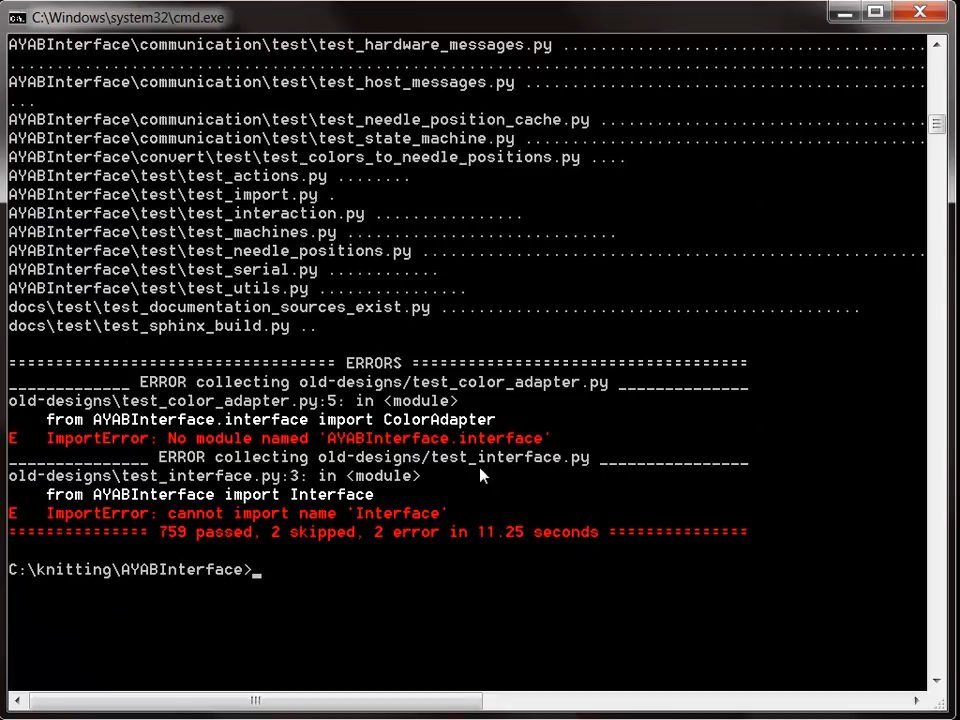 C:\Windows\system32\cmd.exe
AYABInterface\communication\test\test_hardware_messages.py .......................................
..................................................................................................
AYABInterface\communication\test\test_host_messages.py ...........................................
...
AYABInterface\communication\test\test_needle_position_cache.py ...................................
AYABInterface\communication\test\test_state_machine.py ...........................................
AYABInterface\convert\test\test_colors_to_needle_positions.py ....
AYABInterface\test\test_actions.py ........
AYABInterface\test\test_import.py .
AYABInterface\test\test_interaction.py ................
AYABInterface\test\test_machines.py .............................
AYABInterface\test\test_needle_positions.py ......................................................
AYABInterface\test\test_serial.py ............
AYABInterface\test\test_utils.py ................
docs\test\test_documentation_sources_exist.py .............................................
docs\test\test_sphinx_build.py ..
=================================== ERRORS ====================================
_____________ ERROR collecting old-designs/test_color_adapter.py ______________
old-designs\test_color_adapter.py:5: in <module>
    from AYABInterface.interface import ColorAdapter
E   ImportError: No module named 'AYABInterface.interface'
_______________ ERROR collecting old-designs/test_interface.py ________________
old-designs\test_interface.py:3: in <module>
    from AYABInterface import Interface
E   ImportError: cannot import name 'Interface'
=============== 759 passed, 2 skipped, 2 error in 11.25 seconds ===============
C:\knitting\AYABInterface>_